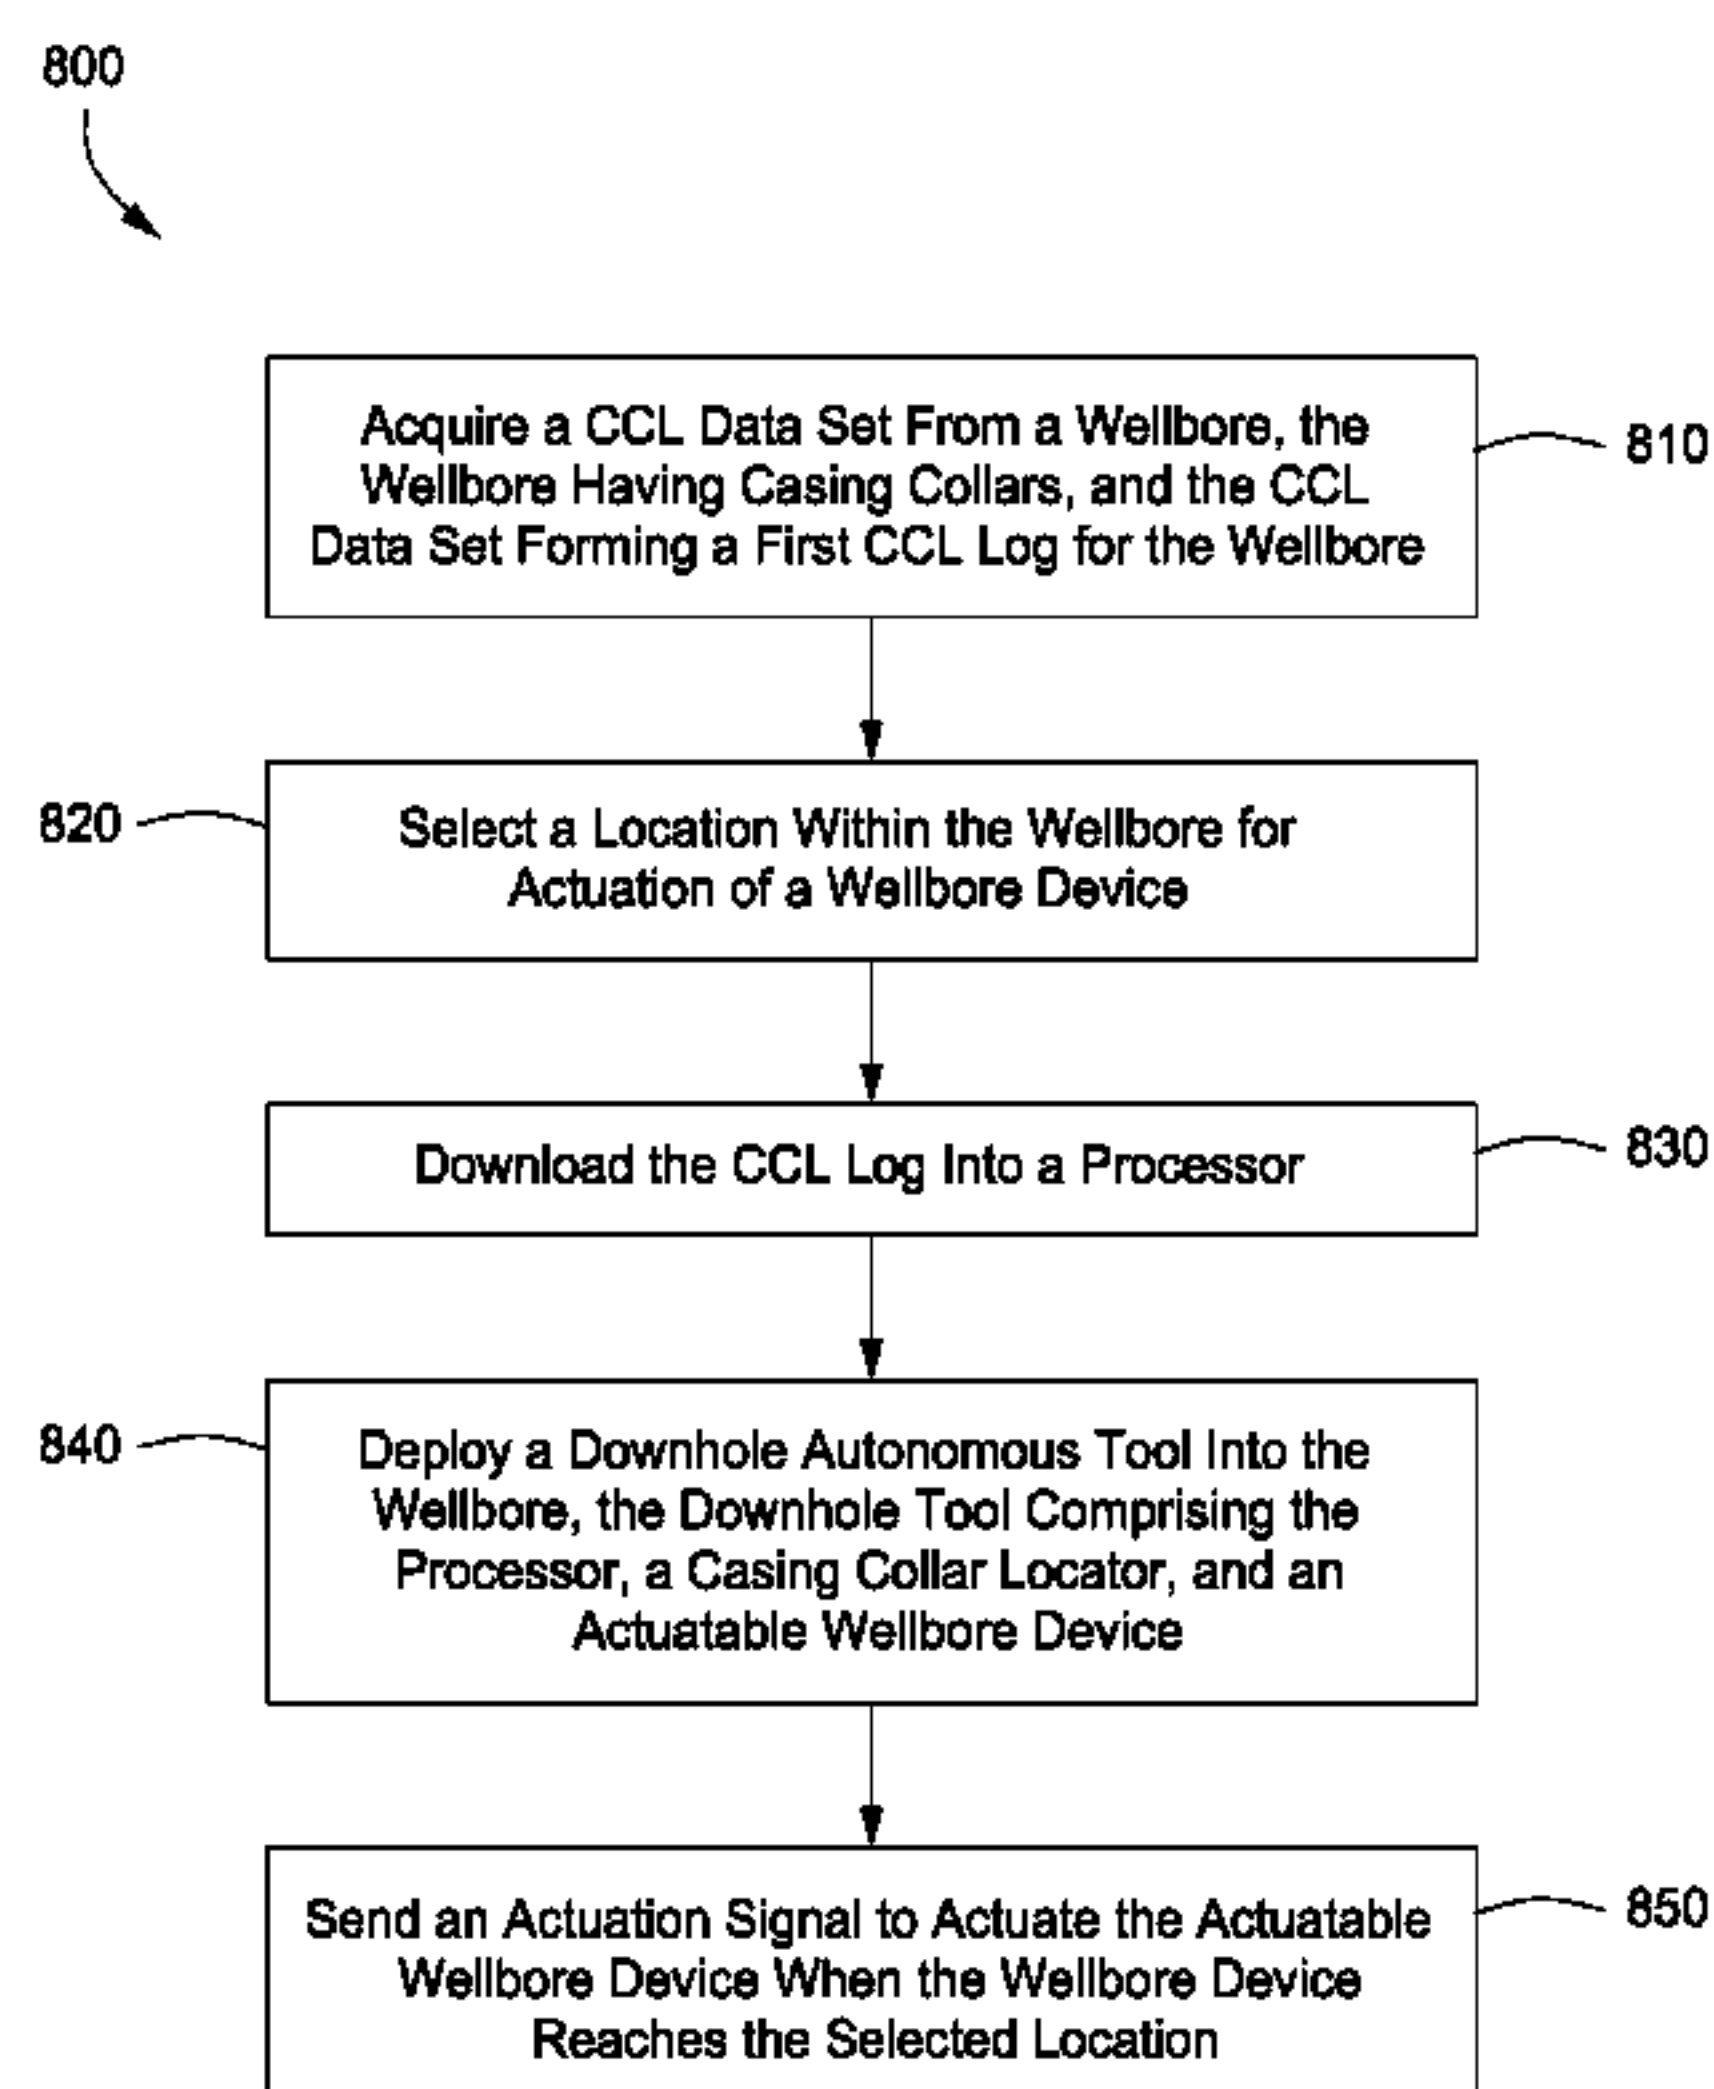 800
Acquire a CCL Data Set From a Wellbore, the
Wellbore Having Casing Collars, and the CCL
Data Set Forming a First CCL Log for the Wellbore
810
820
Select a Location Within the Wellbore for
Actuation of a Wellbore Device
Download the CCL Log Into a Processor
830
840
Deploy a Downhole Autonomous Tool Into the
Wellbore, the Downhole Tool Comprising the
Processor, a Casing Collar Locator, and an
Actuatable Wellbore Device
Send an Actuation Signal to Actuate the Actuatable
Wellbore Device When the Wellbore Device
Reaches the Selected Location
850